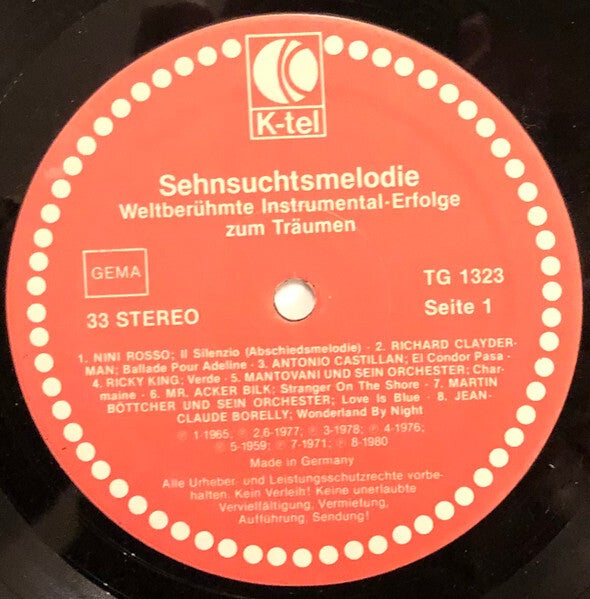 K-tel
Sehnsuchtsmelodie
Weltberühmte Instrumental-Erfolge
zum Träumen
GEMA
TG 1323
33 STEREO
Seite 1
1. NINI ROSSO; Il Silenzio (Abschiedsmelodie) · 2. RICHARD CLAYDER-
MAN; Ballade Pour Adeline · 3. ANTONIO CASTILLAN; El Condor Pasa ·
4. RICKY KING; Verde · 5. MANTOVANI UND SEIN ORCHESTER; Char-
maine · 6. MR. ACKER BILK; Stranger On The Shore · 7. MARTIN
BÖTTCHER UND SEIN ORCHESTER; Love Is Blue · 8. JEAN-
CLAUDE BORELLY; Wonderland By Night
℗ 1-1965; ℗ 2,6-1977; ℗ 3-1978; ℗ 4-1976;
℗ 5-1959; ℗ 7-1971; ℗ 8-1980
Made in Germany
Alle Urheber- und Leistungsschutzrechte vorbe-
halten. Kein Verleih! Keine unerlaubte
Vervielfältigung, Vermietung,
Aufführung, Sendung!